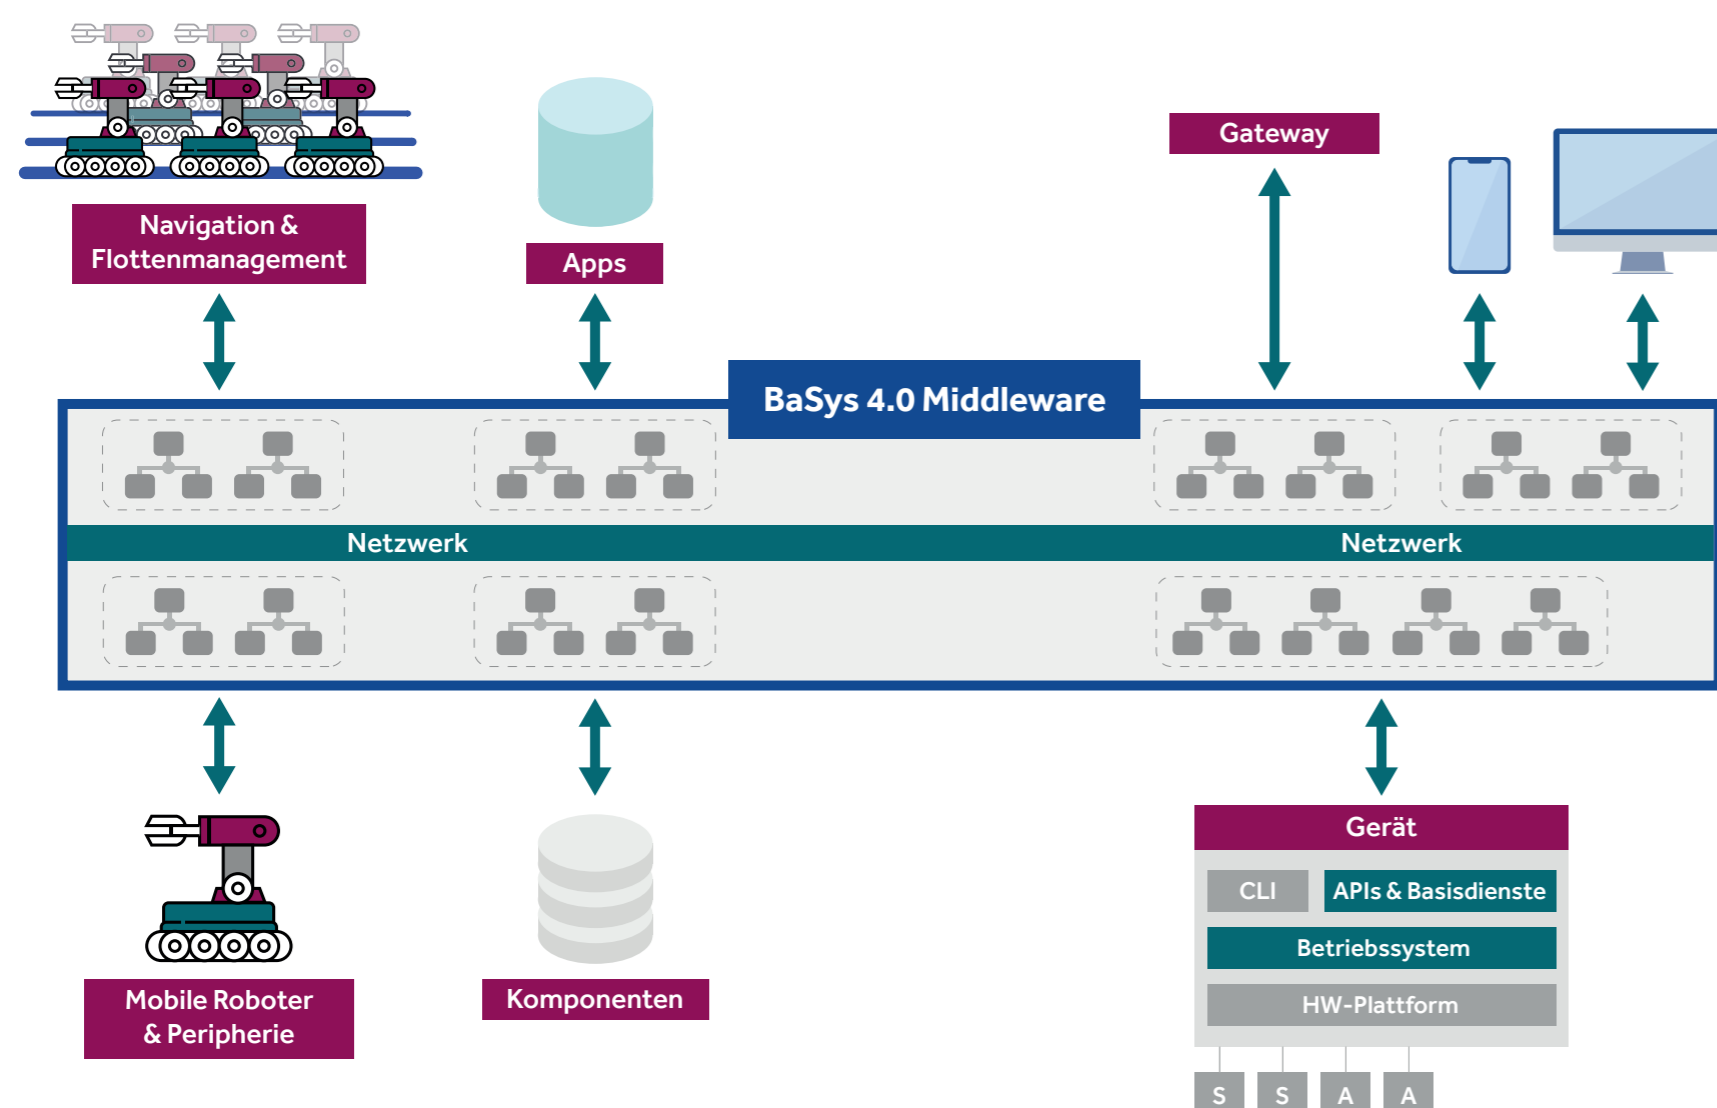 Gateway
Navigation &
Flottenmanagement
Apps
BaSys 4.0 Middleware
Netzwerk
Netzwerk
Gerät
CLI
APIs & Basisdienste
Betriebssystem
HW-Plattform
Mobile Roboter
& Peripherie
Komponenten
S
S
A
A